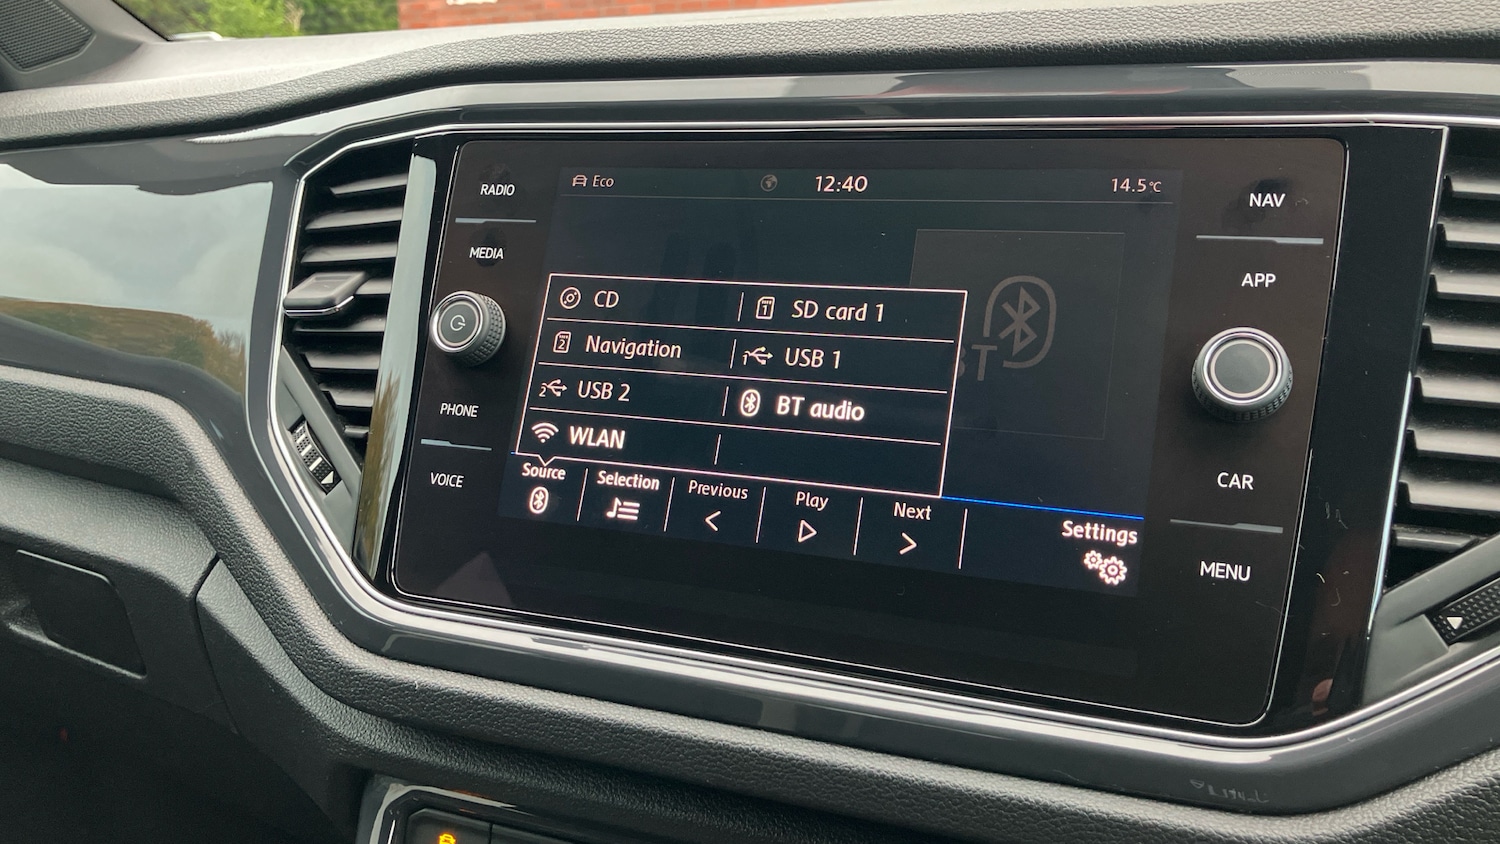 RADIO
MEDIA
PHONE
VOICE
Eco
12:40
14.5°C
BT
CD
SD card 1
Navigation
USB 1
USB 2
BT audio
WLAN
Source
Selection
Previous
Play
Next
Settings
NAV
APP
CAR
MENU